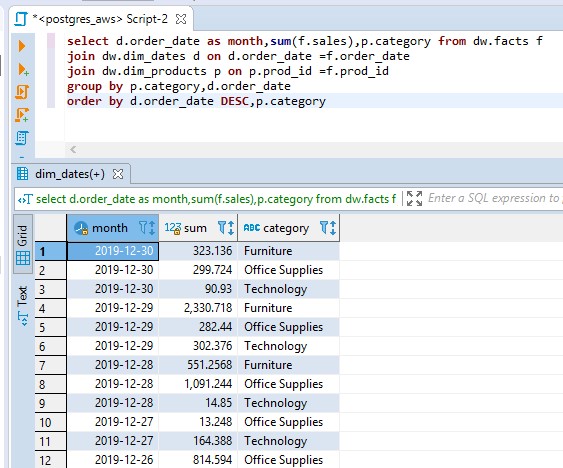 *<postgres_aws> Script-2
select d.order_date as month,sum(f.sales),p.category from dw.facts f
join dw.dim_dates d on d.order_date =f.order_date
join dw.dim_products p on p.prod_id =f.prod_id
group by p.category,d.order_date
order by d.order_date DESC,p.category
dim_dates(+)
select d.order_date as month,sum(f.sales),p.category from dw.facts f Enter a SQL expression to
Grid
Text
month 123 sum ABC category
1 2019-12-30 323.136 Furniture
2 2019-12-30 299.724 Office Supplies
3 2019-12-30 90.93 Technology
4 2019-12-29 2,330.718 Furniture
5 2019-12-29 282.44 Office Supplies
6 2019-12-29 302.376 Technology
7 2019-12-28 551.2568 Furniture
8 2019-12-28 1,091.244 Office Supplies
9 2019-12-28 14.85 Technology
10 2019-12-27 13.248 Office Supplies
11 2019-12-27 164.388 Technology
12 2019-12-26 814.594 Office Supplies